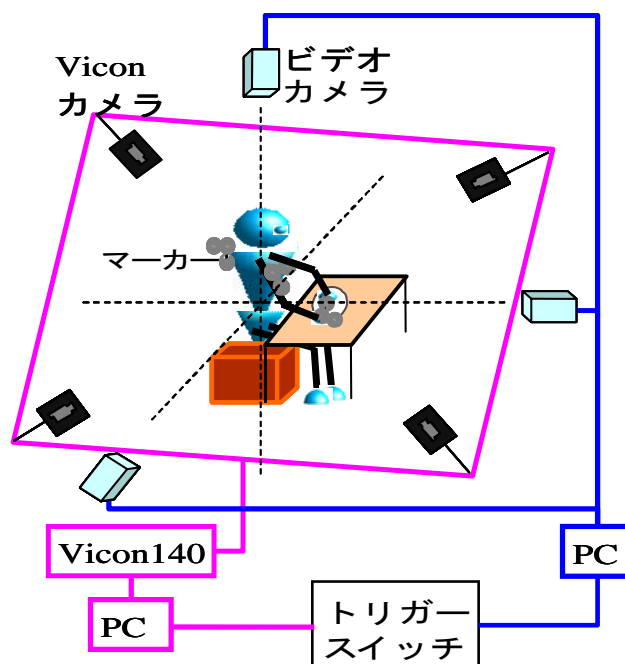 Vicon
カメラ
ビデオ
カメラ
マーカー
Vicon140
PC
PC
トリガー
スイッチ